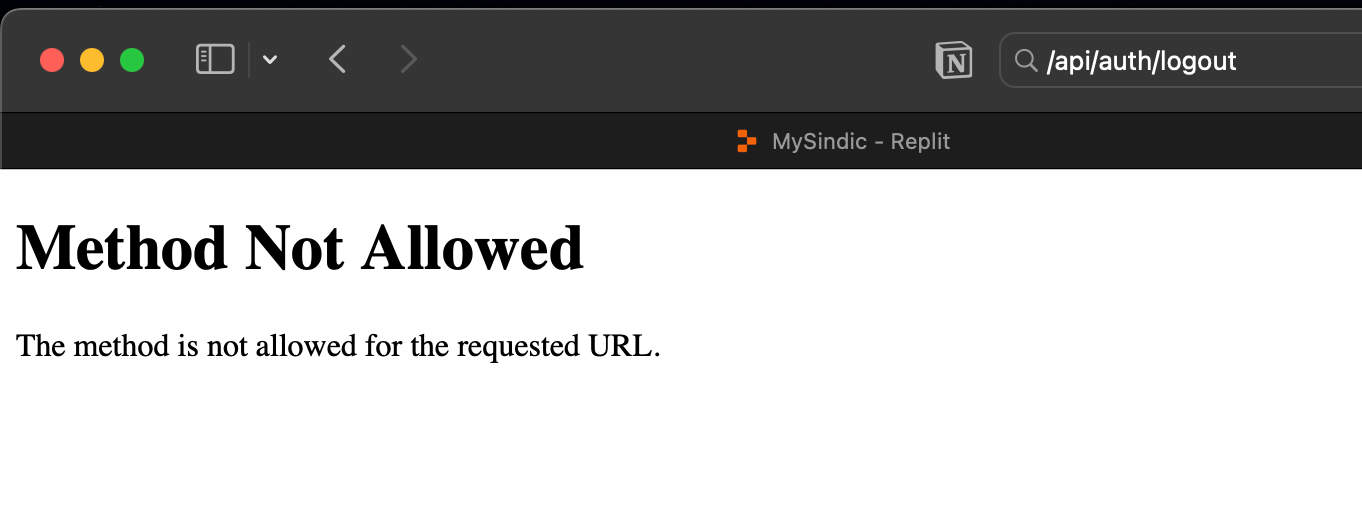 /api/auth/logout
MySindic - Replit
Method Not Allowed
The method is not allowed for the requested URL.